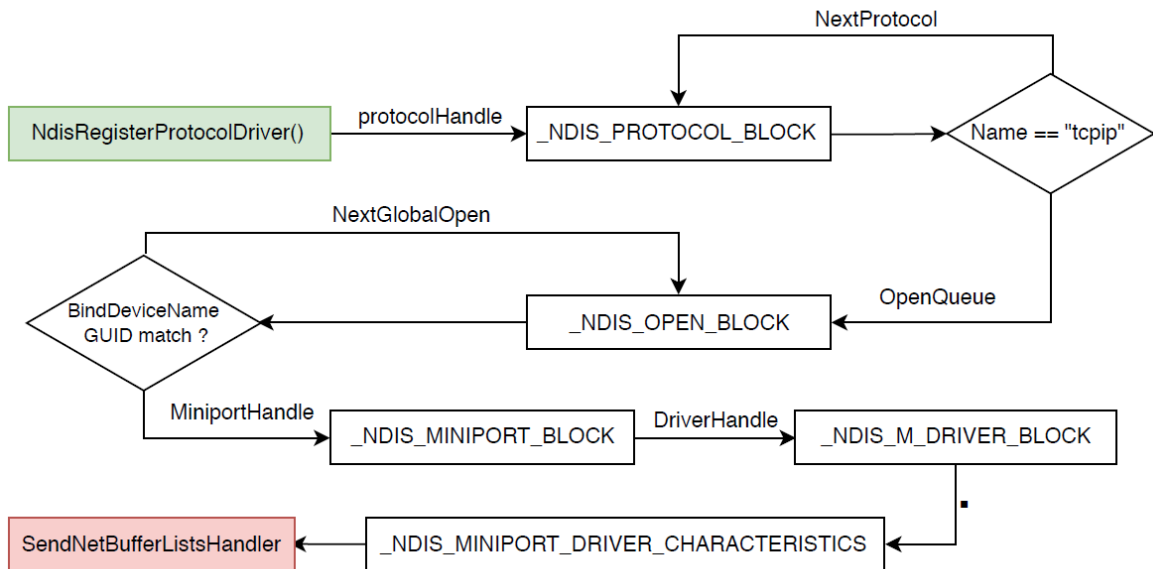 NextProtocol
NdisRegisterProtocolDriver()
protocolHandle
_NDIS_PROTOCOL_BLOCK
Name == "tcpip"
NextGlobalOpen
BindDeviceName
GUID match ?
_NDIS_OPEN_BLOCK
OpenQueue
MiniportHandle
_NDIS_MINIPORT_BLOCK
DriverHandle
_NDIS_M_DRIVER_BLOCK
SendNetBufferListsHandler
_NDIS_MINIPORT_DRIVER_CHARACTERISTICS